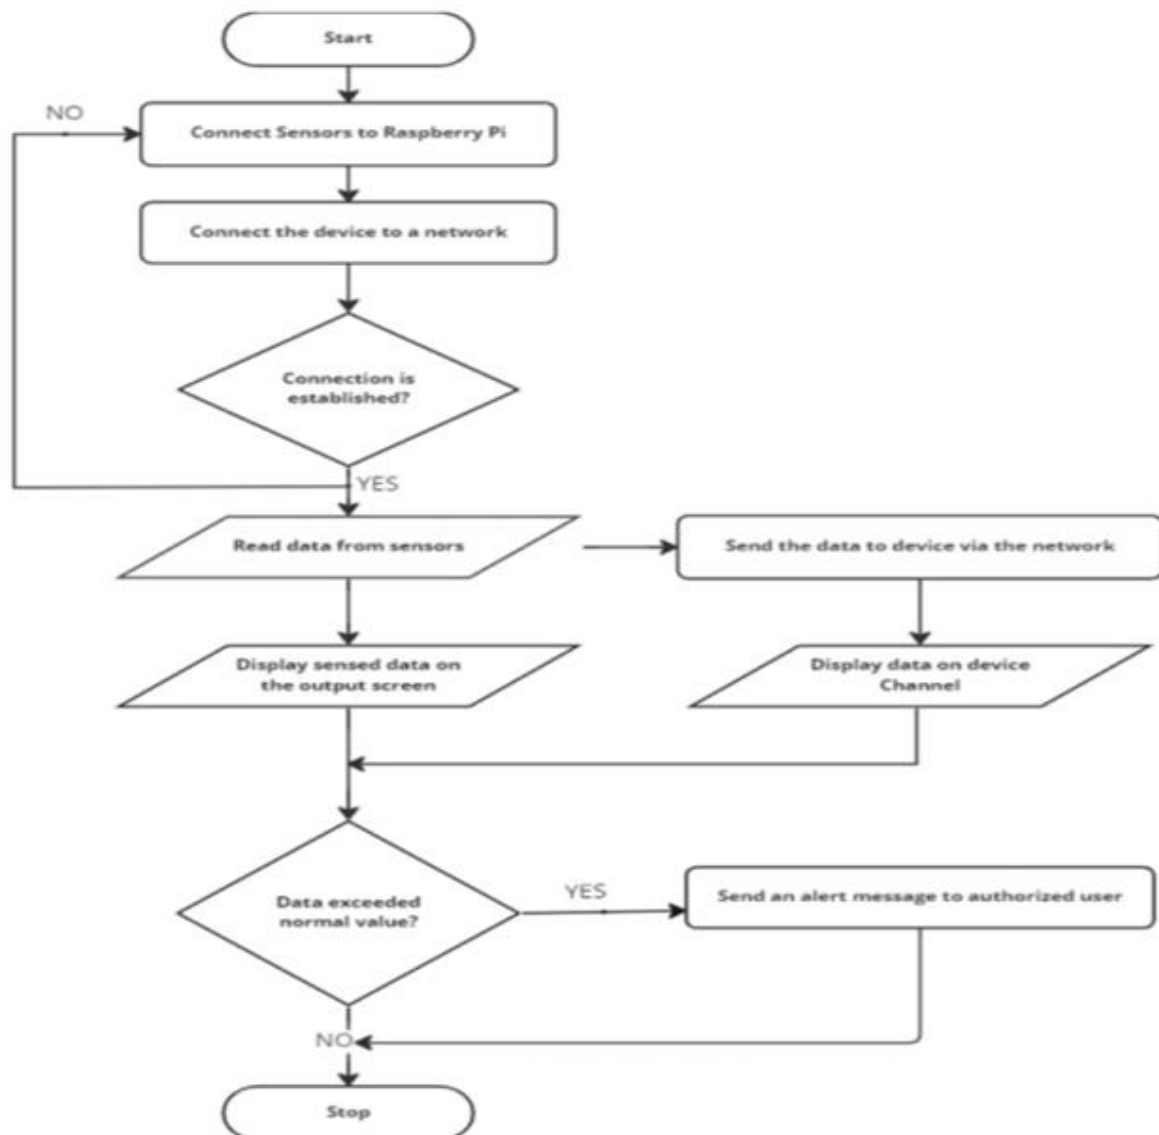 Start
NO
Connect Sensors to Raspberry Pi
Connect the device to a network
Connection is
established?
YES
Read data from sensors
Send the data to device via the network
Display sensed data on
the output screen
Display data on device
Channel
Data exceeded
normal value?
YES
Send an alert message to authorized user
NO
Stop